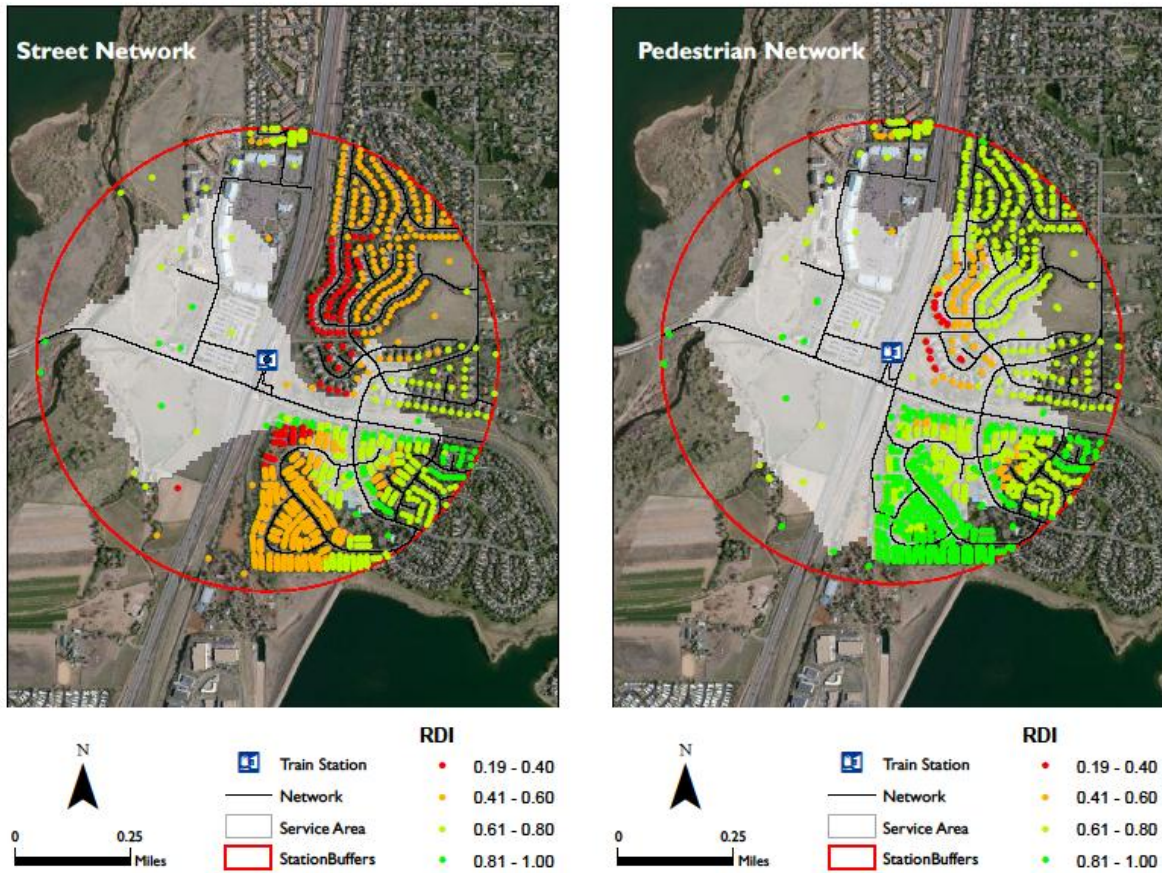 Street Network
Pedestrian Network
N
0
0.25
Miles
Train Station
Network
Service Area
StationBuffers
RDI
0.19 - 0.40
0.41 - 0.60
0.61 - 0.80
0.81 - 1.00
N
0
0.25
Miles
Train Station
Network
Service Area
StationBuffers
RDI
0.19 - 0.40
0.41 - 0.60
0.61 - 0.80
0.81 - 1.00